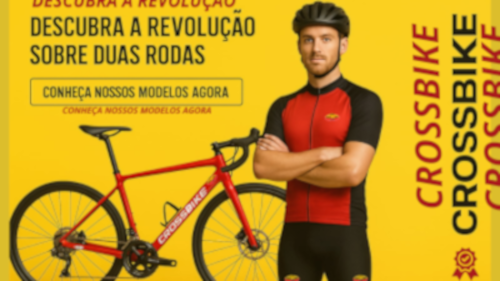 DESCUBRA A REVOLUÇÃO
DESCUBRA A REVOLUÇÃO
SOBRE DUAS RODAS
CONHEÇA NOSSOS MODELOS AGORA
CONHEÇA NOSSOS MODELOS AGORA
CROSSBIKE
CROSSBIKE
CROSSBIKE
CROSSBIKE